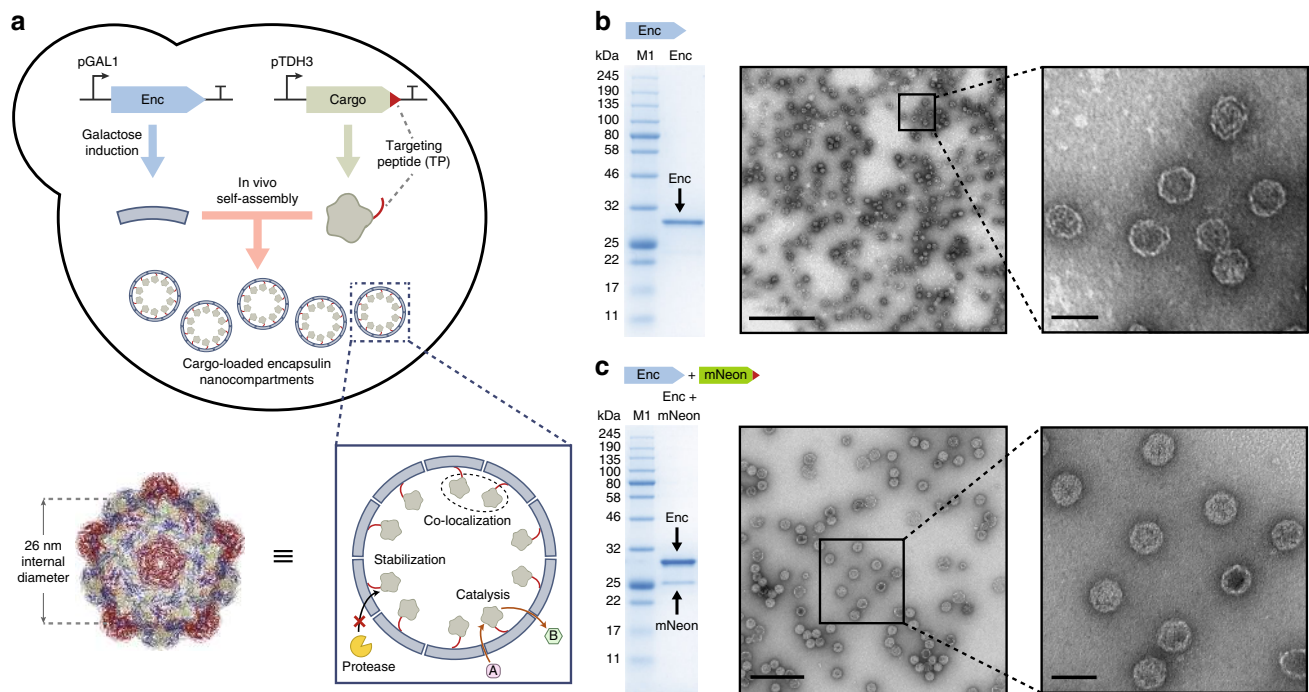 a
pGAL1
pTDH3
Enc
Cargo
Galactose
induction
Targeting
peptide (TP)
In vivo
self-assembly
Cargo-loaded encapsulin
nanocompartments
26 nm
internal
diameter
≡
Co-localization
Stabilization
Catalysis
Protease
A
B
b
Enc
kDa M1 Enc
245
190
135
100
80
58
46
32
25
22
17
11
Enc
c
Enc + mNeon
Enc +
kDa M1 mNeon
245
190
135
100
80
58
46
32
25
22
17
11
Enc
mNeon